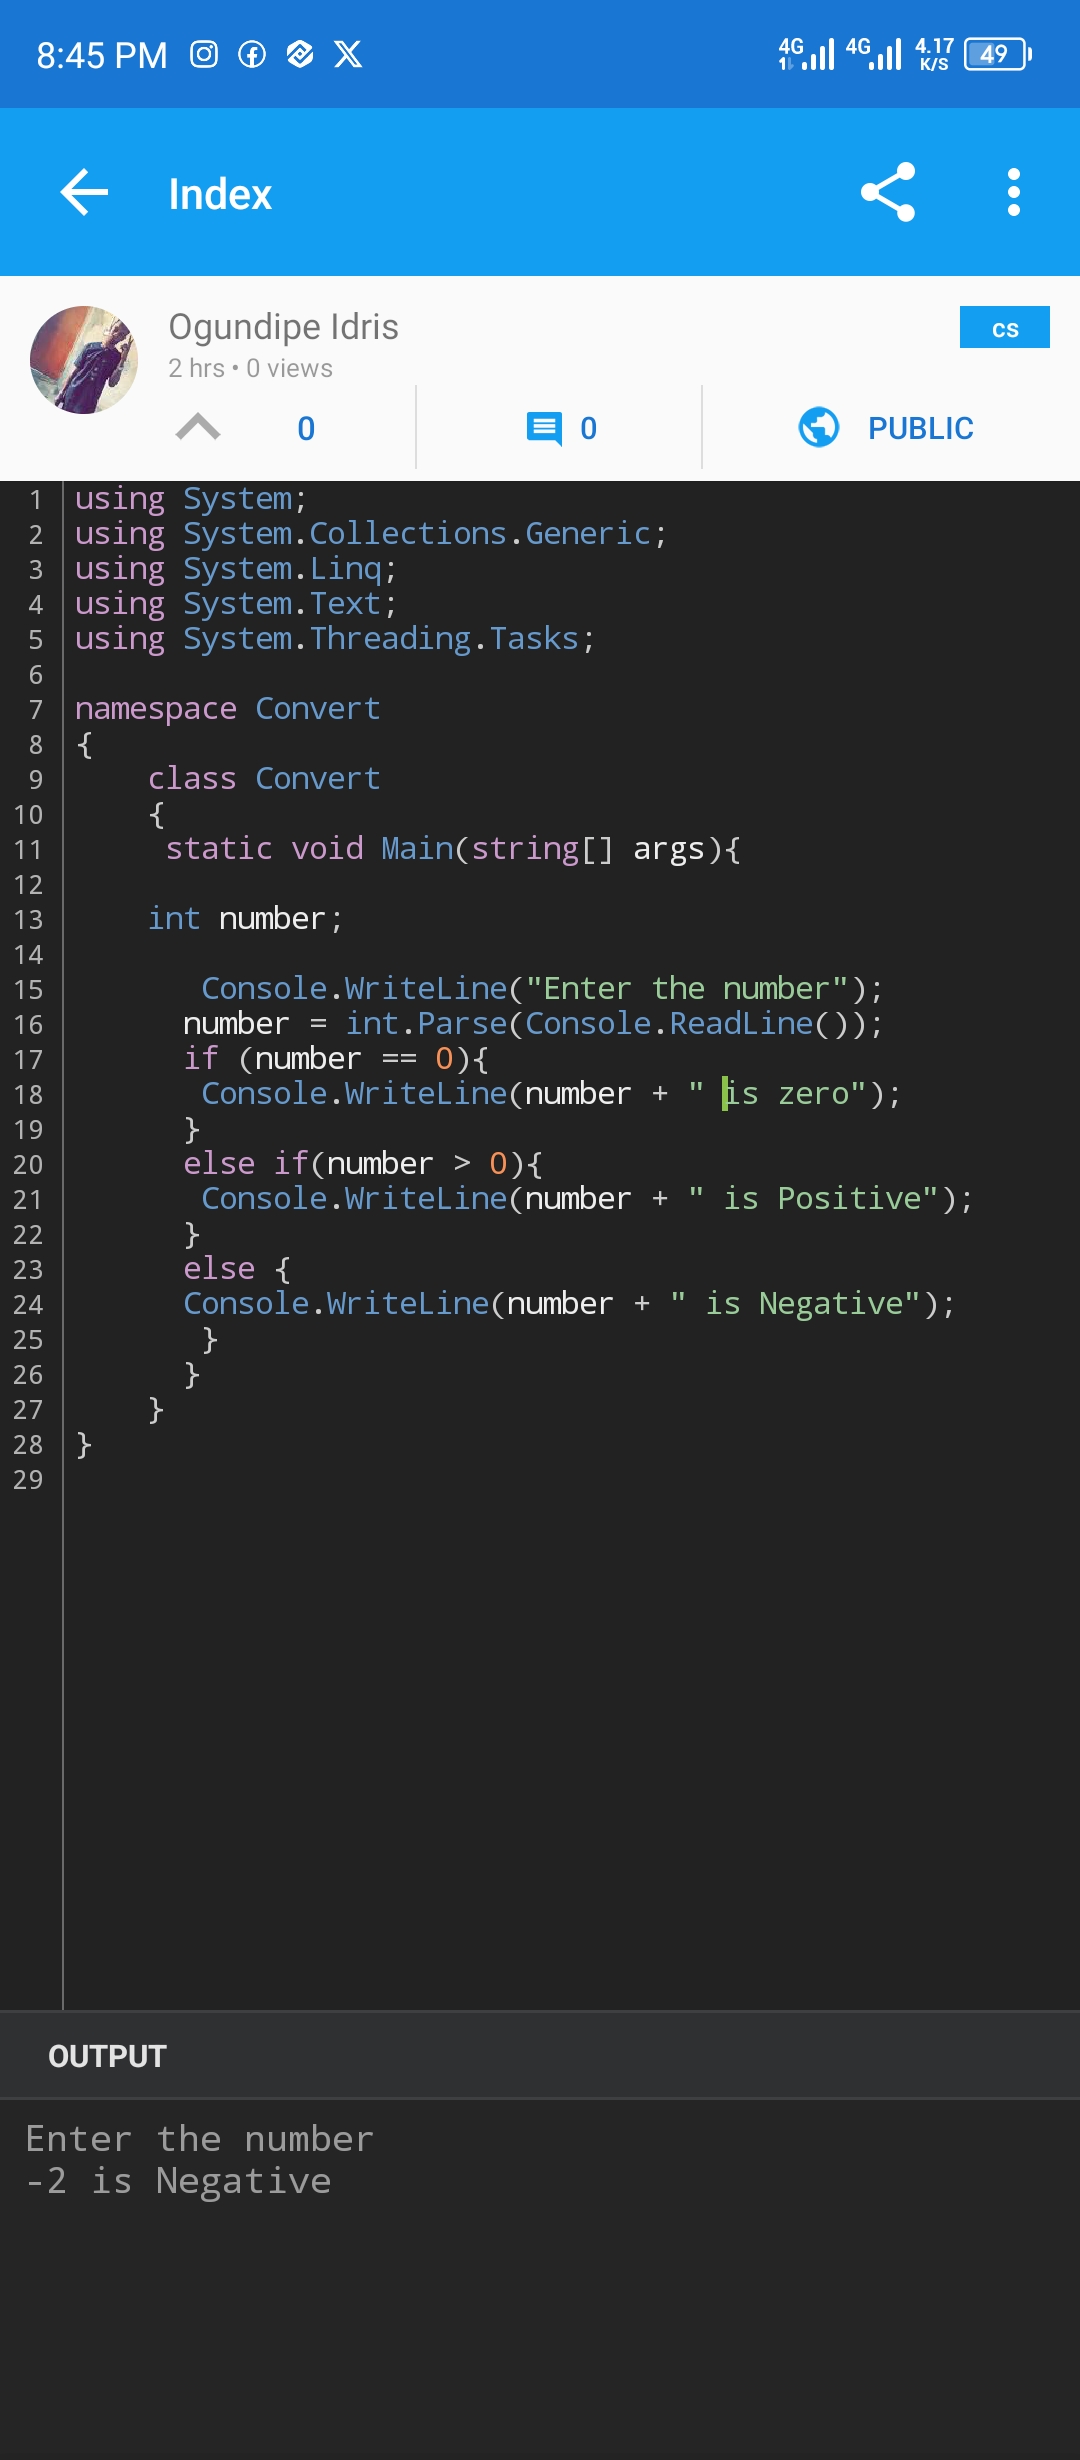 8:45 PM 4G 4G 4.17 K/S 49
Index
Ogundipe Idris
cs
2 hrs • 0 views
0 0 PUBLIC
1 using System;
2 using System.Collections.Generic;
3 using System.Linq;
4 using System.Text;
5 using System.Threading.Tasks;
6
7 namespace Convert
8 {
9 class Convert
10 {
11 static void Main(string[] args){
12
13 int number;
14
15 Console.WriteLine("Enter the number");
16 number = int.Parse(Console.ReadLine());
17 if (number == 0){
18 Console.WriteLine(number + " is zero");
19 }
20 else if(number > 0){
21 Console.WriteLine(number + " is Positive");
22 }
23 else {
24 Console.WriteLine(number + " is Negative");
25 }
26 }
27 }
28 }
29
OUTPUT
Enter the number
-2 is Negative